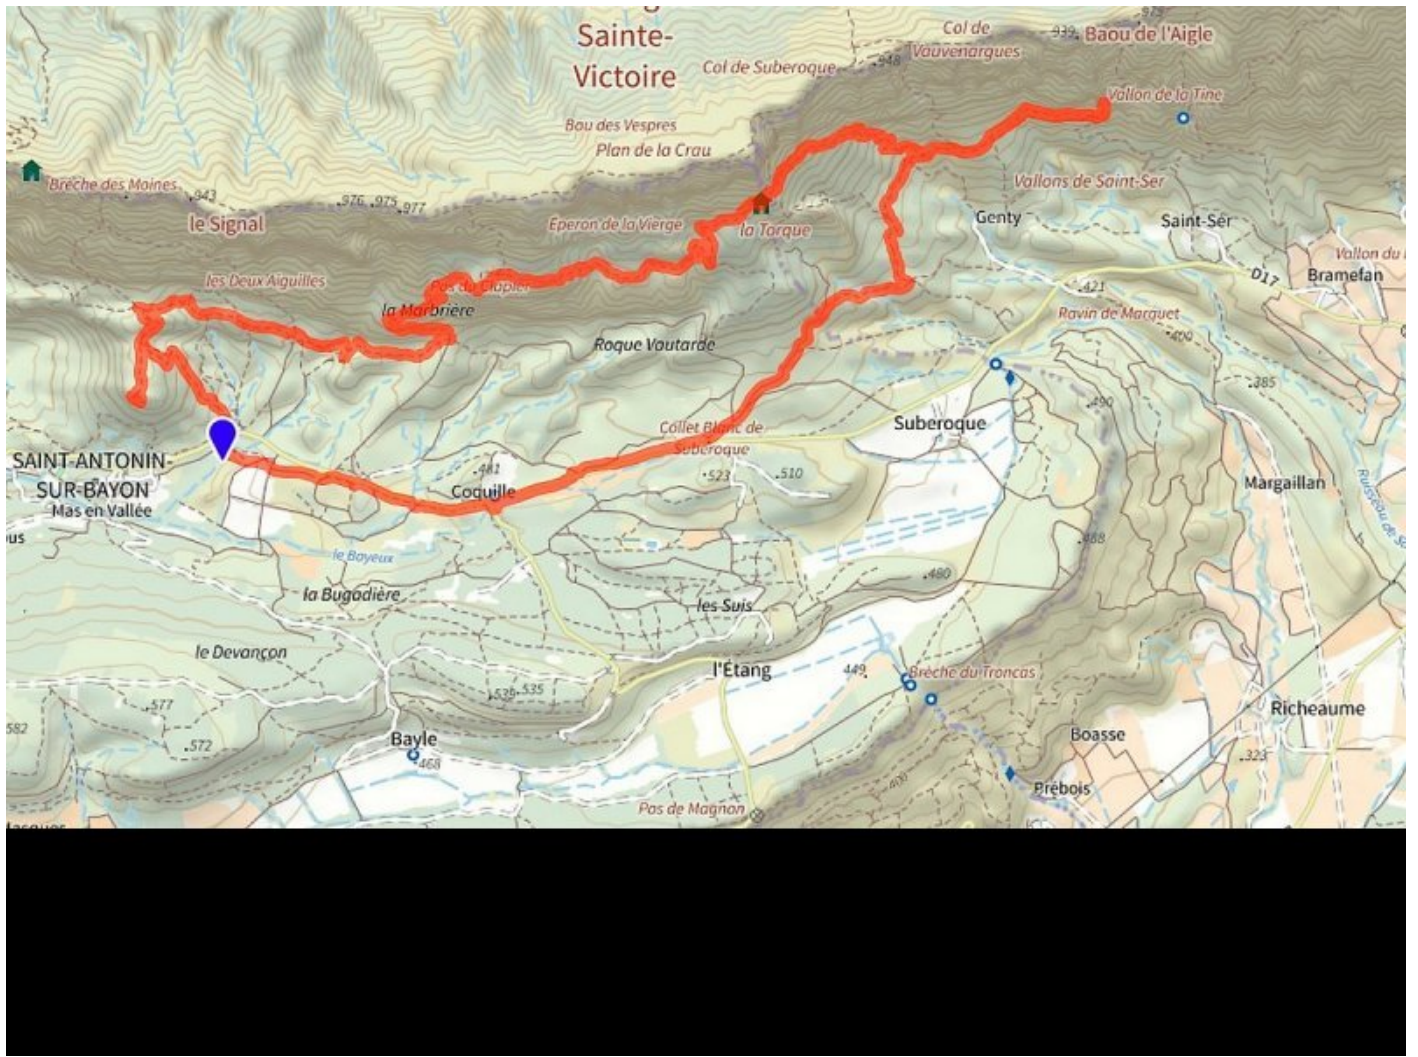 Sainte-
Victoire
Col de
Vauvenargues
939
Baou de l'Aigle
Col de Suberoque
948
Vallon de la Tine
Bau des Vespres
Plan de la Crau
Brèche des Moines
943
976
975
977
le Signal
Eperon de la Vierge
la Torque
Vallons de Saint-Ser
Genty
Saint-Sér
les Deux Aiguilles
Pas du Clapier
la Marbrière
D17
Bramefan
421
Ravin de Marquet
400
Roque Vautarde
385
490
Suberoque
Collet Blanc de
Suberoque
SAINT-ANTONIN-
SUR-BAYON
Mas en Vallée
481
Coquille
523
510
Margaillan
le Bayeux
488
la Bugadière
480
les Suis
le Devançon
l'Étang
449
Brèche du Troncas
539
535
577
582
572
Richeaume
Bayle
468
Boasse
323
400
Prébois
Pas de Magnon